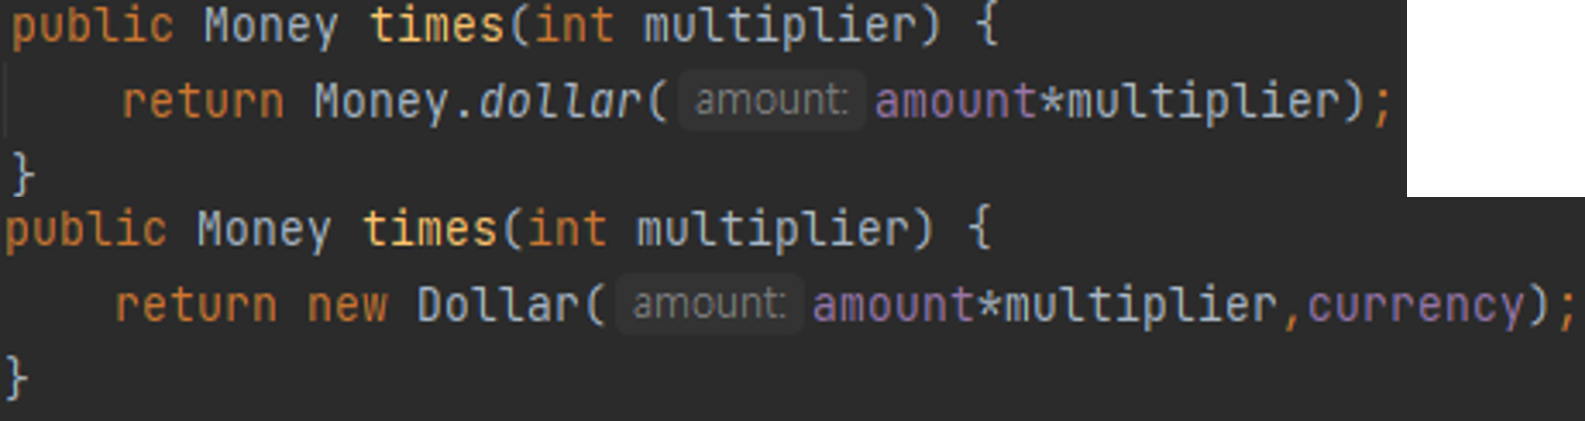 public Money times(int multiplier) {
return Money.dollar( amount: amount*multiplier);
}
public Money times(int multiplier) {
return new Dollar( amount: amount*multiplier,currency);
}